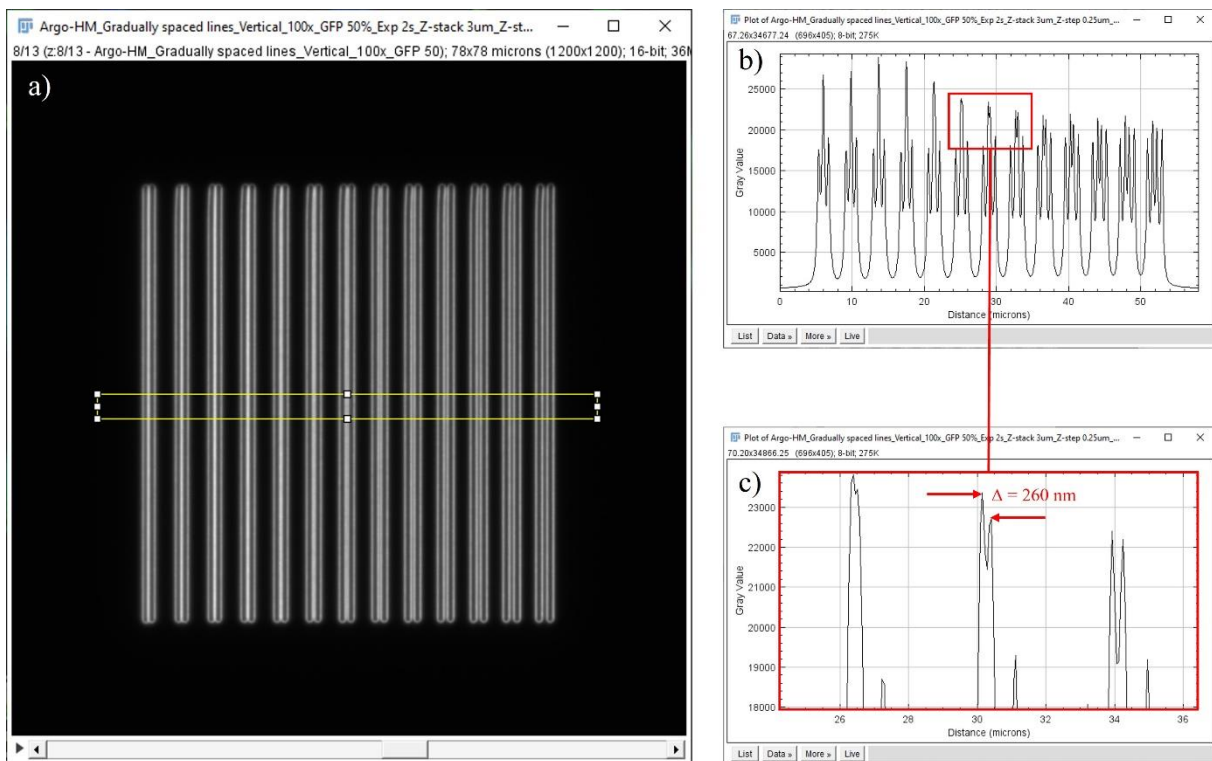 Argo-HM_Gradually spaced lines_Vertical_100x_GFP 50%_Exp 2s_Z-stack 3um_Z-st...
8/13 (z:8/13 - Argo-HM_Gradually spaced lines_Vertical_100x_GFP 50); 78x78 microns (1200x1200); 16-bit; 36
a)
Plot of Argo-HM_Gradually spaced lines_Vertical_100x_GFP 50%_Exp 2s_Z-stack 3um_Z-step 0.25um_...
67.26x34677.24 (696x405); 8-bit; 275K
b)
25000
20000
15000
10000
5000
Gray Value
0
10
20
30
40
50
Distance (microns)
List
Data »
More »
Live
Plot of Argo-HM_Gradually spaced lines_Vertical_100x_GFP 50%_Exp 2s_Z-stack 3um_Z-step 0.25um_...
70.20x34866.25 (696x405); 8-bit; 275K
c)
Δ = 260 nm
23000
22000
21000
20000
19000
18000
Gray Value
26
28
30
32
34
36
Distance (microns)
List
Data »
More »
Live